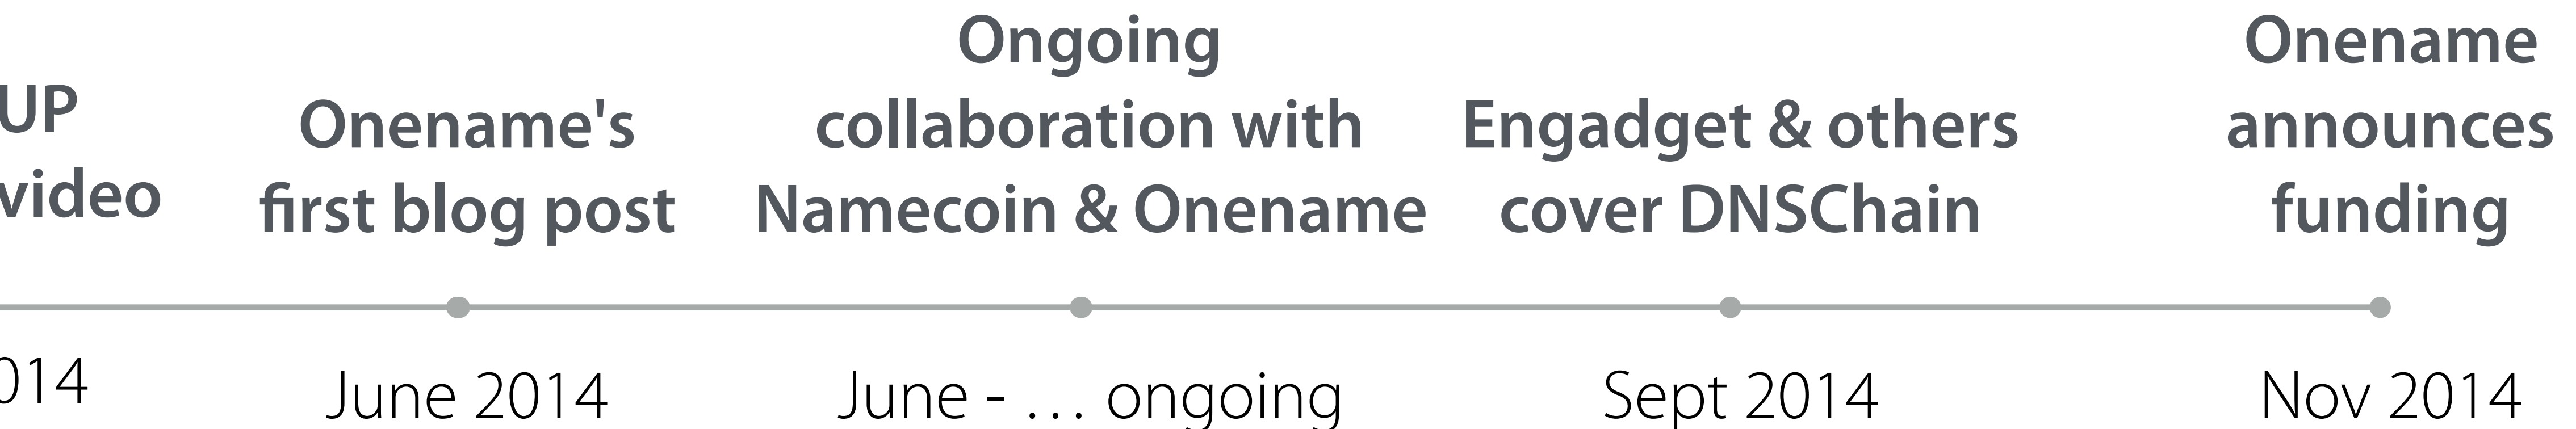 UP
video
014
Onename's
first blog post
June 2014
Ongoing
collaboration with
Namecoin & Onename
June - … ongoing
Engadget & others
cover DNSChain
Sept 2014
Onename
announces
funding
Nov 2014